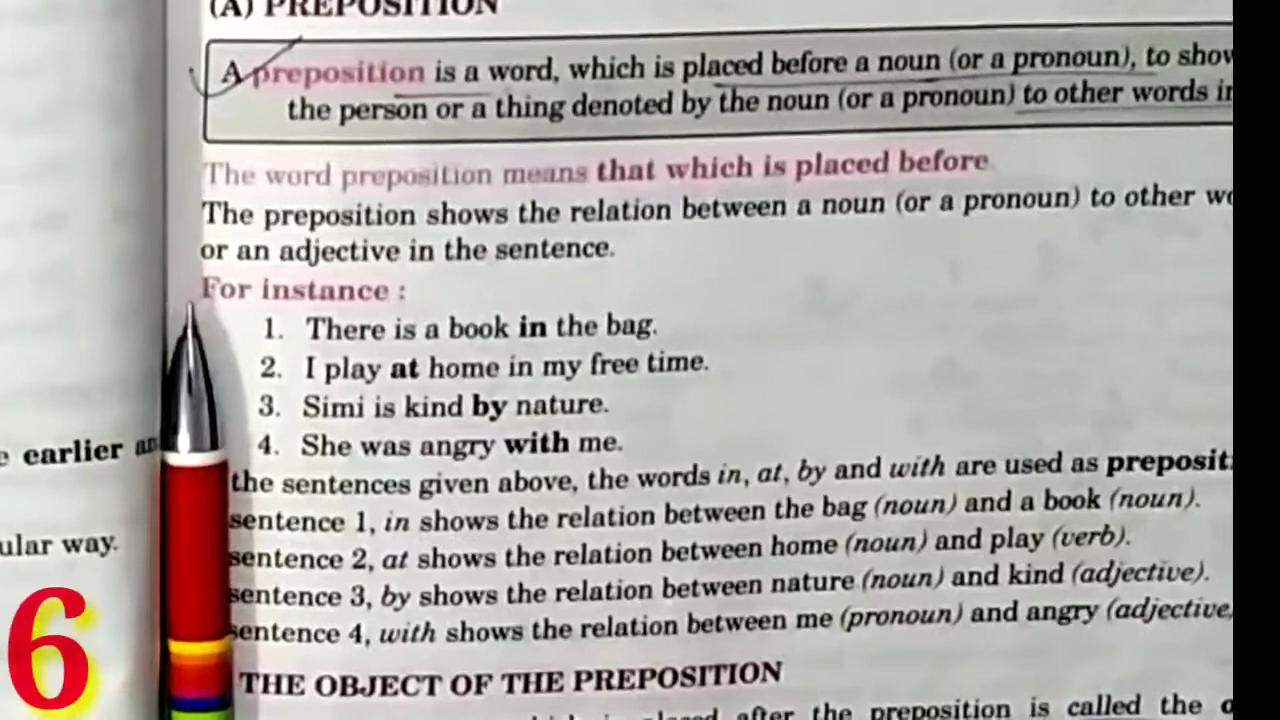 (A) PREPOSITION
A preposition is a word, which is placed before a noun (or a pronoun), to show
the person or a thing denoted by the noun (or a pronoun) to other words in
The word preposition means that which is placed before
The preposition shows the relation between a noun (or a pronoun) to other
or an adjective in the sentence.
For instance :
1. There is a book in the bag.
2. I play at home in my free time.
3. Simi is kind by nature.
4. She was angry with me.
the sentences given above, the words in, at, by and with are used as preposit
sentence 1, in shows the relation between the bag (noun) and a book (noun).
sentence 2, at shows the relation between home (noun) and play (verb).
sentence 3, by shows the relation between nature (noun) and kind (adjective).
sentence 4, with shows the relation between me (pronoun) and angry (adjective
THE OBJECT OF THE PREPOSITION
placed after the preposition is called the
earlier
ular way.
6